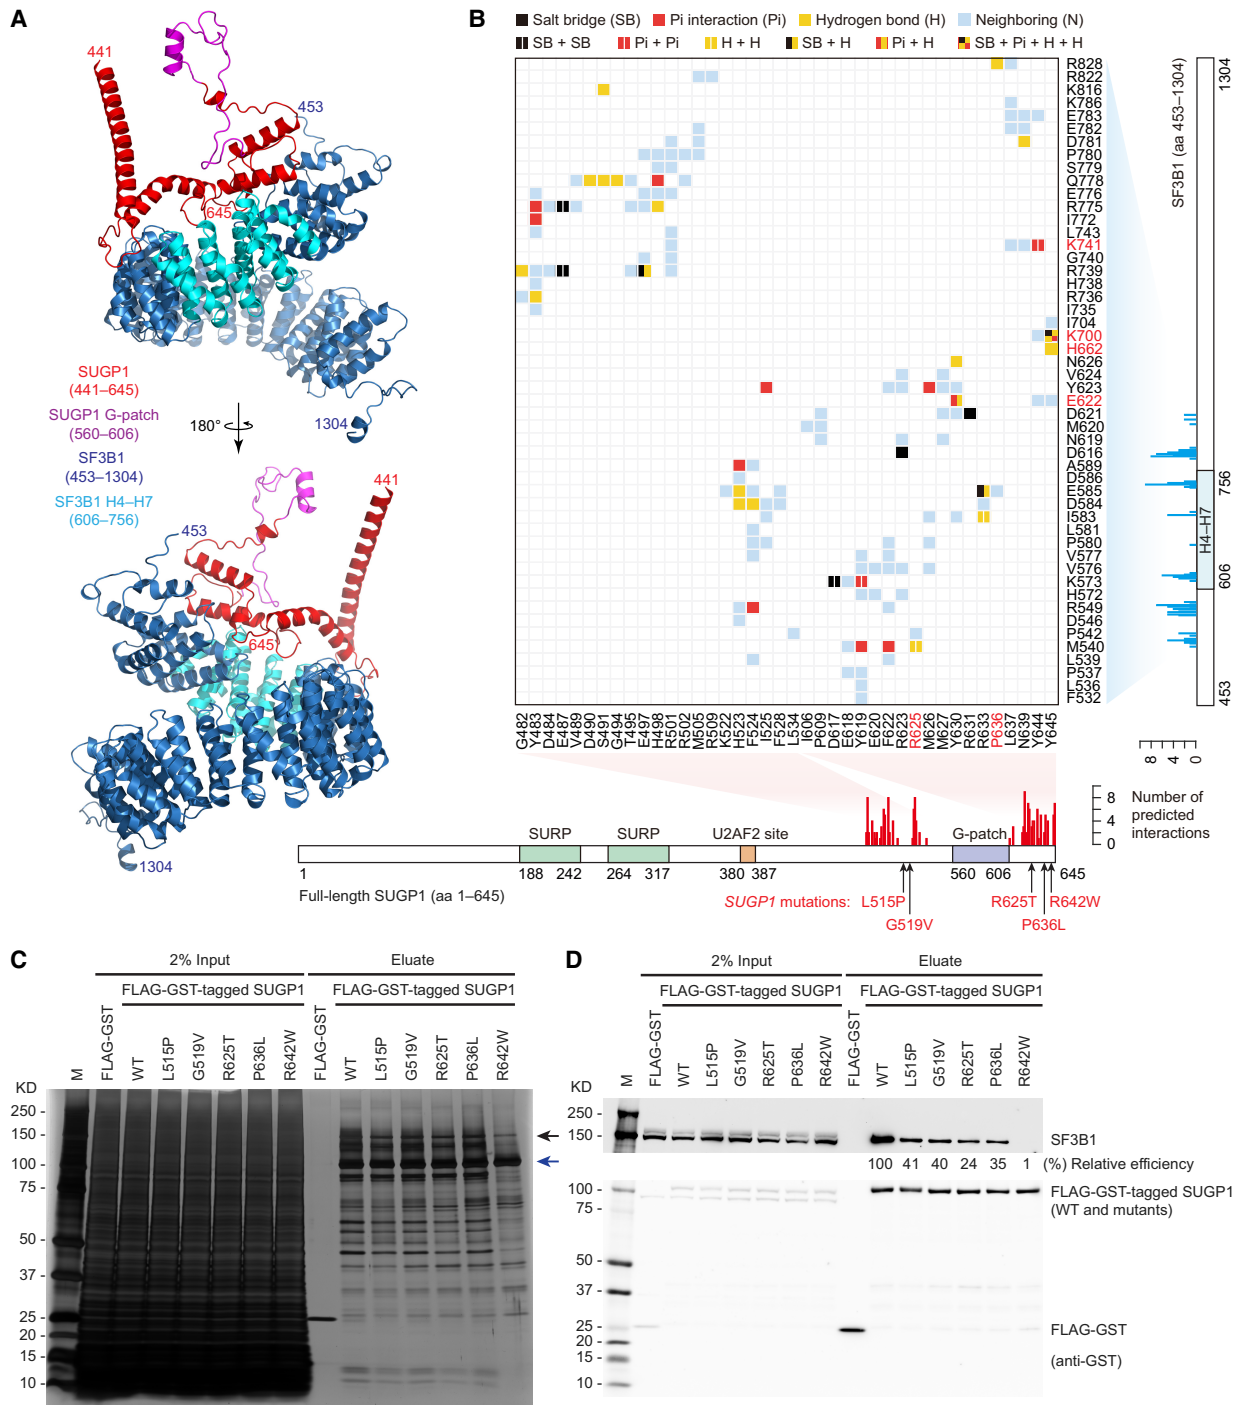 A
441
453
645
1304
SUGP1
(441–645)
SUGP1 G-patch
(560–606)
SF3B1
(453–1304)
SF3B1 H4–H7
(606–756)
180°
441
453
645
1304
B
Salt bridge (SB)
Pi interaction (Pi)
Hydrogen bond (H)
Neighboring (N)
SB + SB
Pi + Pi
H + H
SB + H
Pi + H
SB + Pi + H + H
R828
R822
K816
K786
E783
E782
D781
P780
S779
Q778
E776
R775
I772
L743
K741
G740
R739
H738
R736
I735
I704
K700
H662
N626
V624
Y623
E622
D621
M620
N619
D616
A589
D586
E585
D584
I583
L581
P580
V577
V576
K573
H572
R549
D546
P542
M540
L539
P537
L536
F532
G482
Y483
D484
E487
V489
D490
S491
G494
T495
E497
H498
R501
R502
M505
R509
K522
H523
F524
I525
F528
L534
I606
P609
D617
E618
Y619
E620
F622
R623
R625
M626
M627
Y630
R631
R633
P636
L637
N639
Y644
Y645
SF3B1 (aa 453–1304)
1304
756
H4–H7
606
453
8
4
0
8
4
0
Number of
predicted
interactions
SURP
SURP
U2AF2 site
G-patch
1
188
242
264
317
380
387
560
606
645
Full-length SUGP1 (aa 1–645)
SUGP1 mutations:
L515P
G519V
R625T
P636L
R642W
C
2% Input
Eluate
FLAG-GST-tagged SUGP1
FLAG-GST-tagged SUGP1
M
FLAG-GST
WT
L515P
G519V
R625T
P636L
R642W
FLAG-GST
WT
L515P
G519V
R625T
P636L
R642W
KD
250
150
100
75
50
37
25
20
15
10
D
2% Input
Eluate
FLAG-GST-tagged SUGP1
FLAG-GST-tagged SUGP1
M
FLAG-GST
WT
L515P
G519V
R625T
P636L
R642W
FLAG-GST
WT
L515P
G519V
R625T
P636L
R642W
KD
250
150
SF3B1
100 41 40 24 35 1 (%) Relative efficiency
100
75
50
37
25
20
15
10
FLAG-GST-tagged SUGP1
(WT and mutants)
FLAG-GST
(anti-GST)